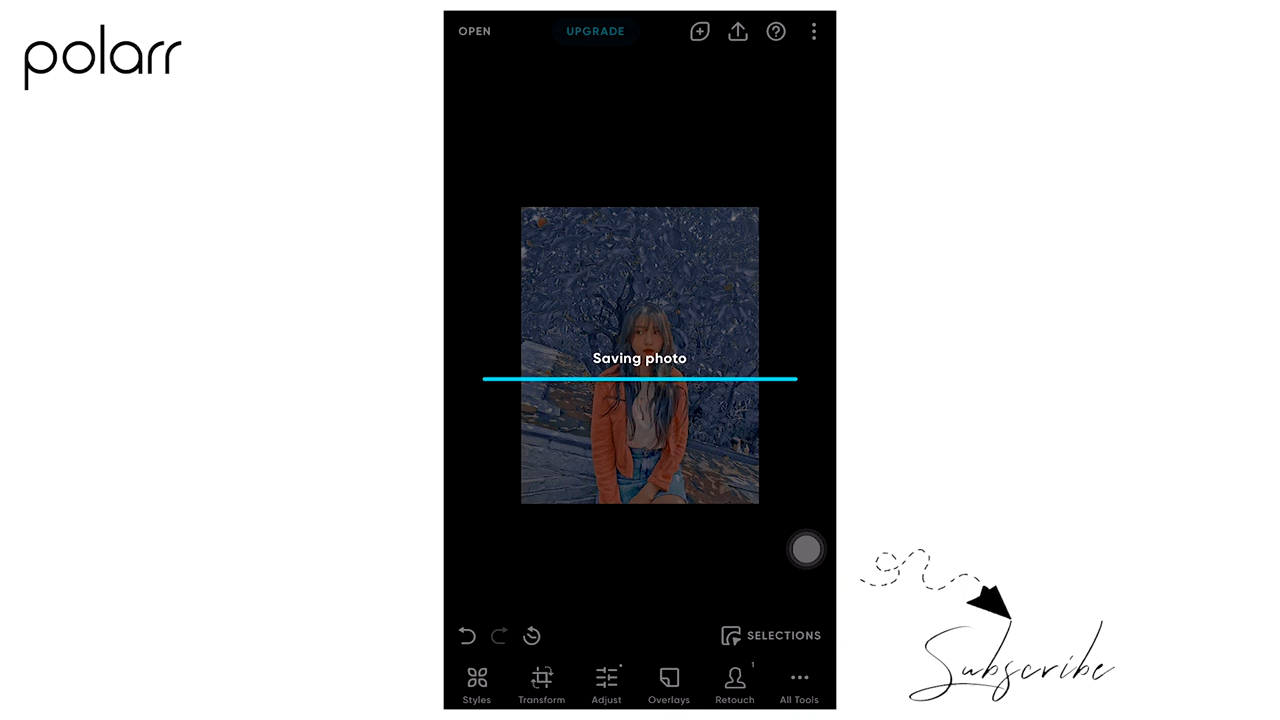 polarr
OPEN
UPGRADE
Saving photo
SELECTIONS
Styles
Transform
Adjust
Overlays
1
Retouch
All Tools
Subscribe